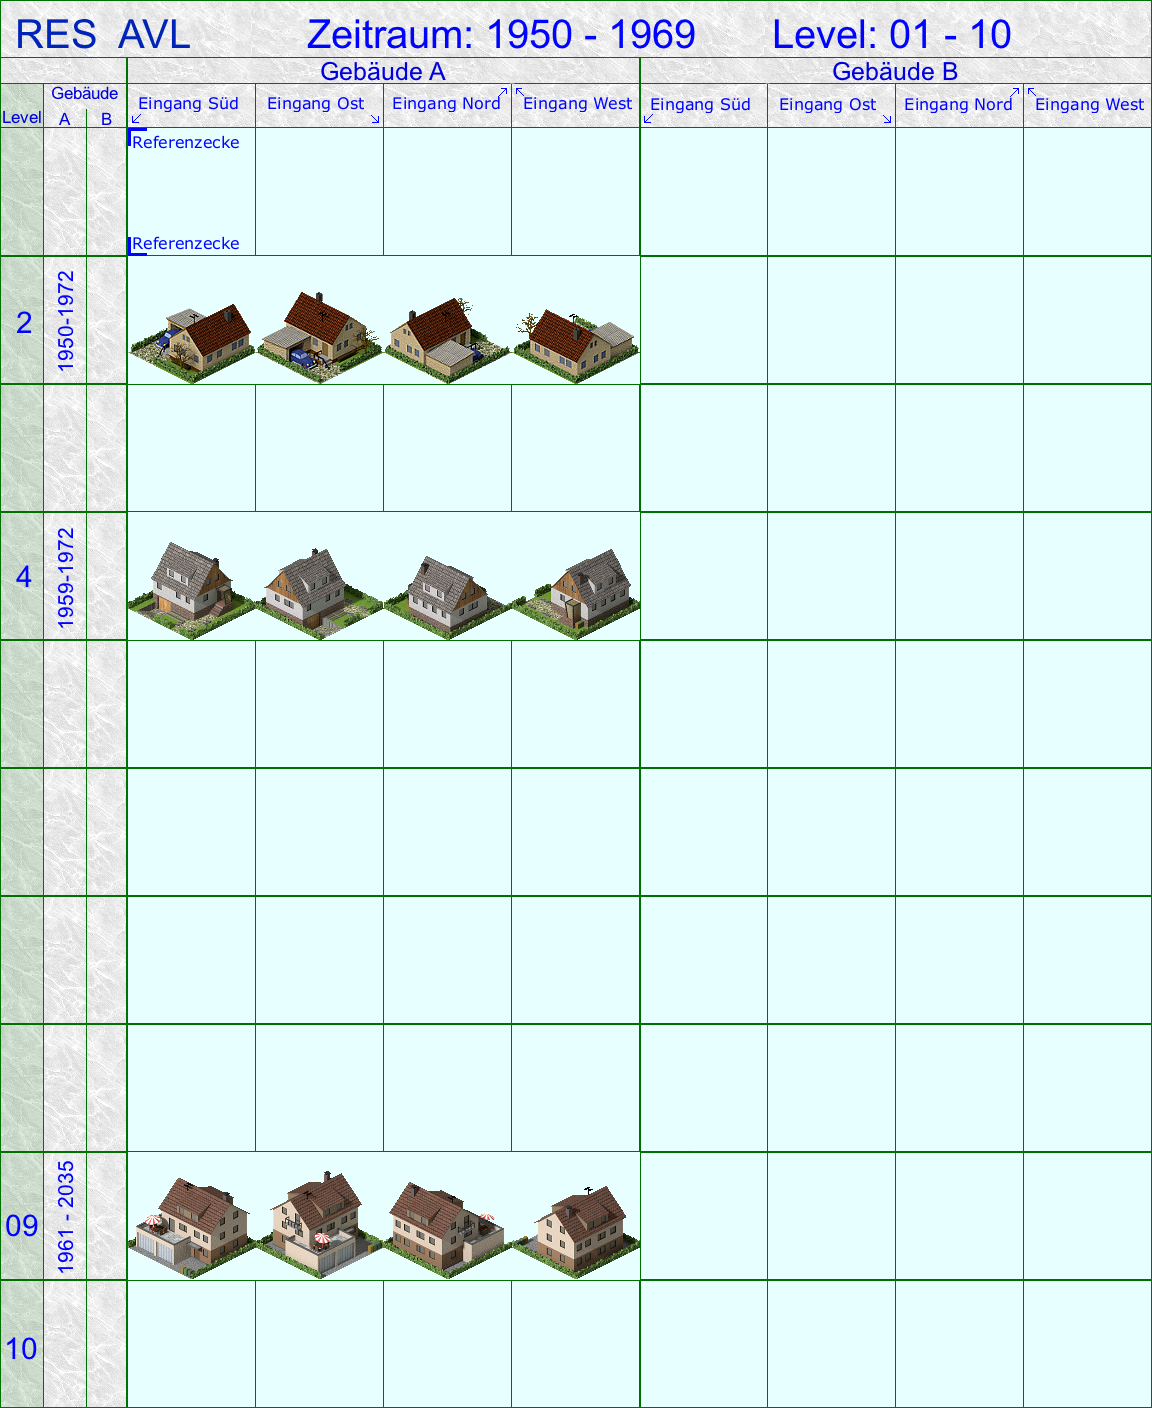 RES AVL Zeitraum: 1950 - 1969 Level: 01 - 10
Gebäude A Gebäude B
Level Gebäude A B Eingang Süd Eingang Ost Eingang Nord Eingang West Eingang Süd Eingang Ost Eingang Nord Eingang West
Referenzecke
Referenzecke
2 1950-1972
4 1959-1972
09 1961 - 2035
10